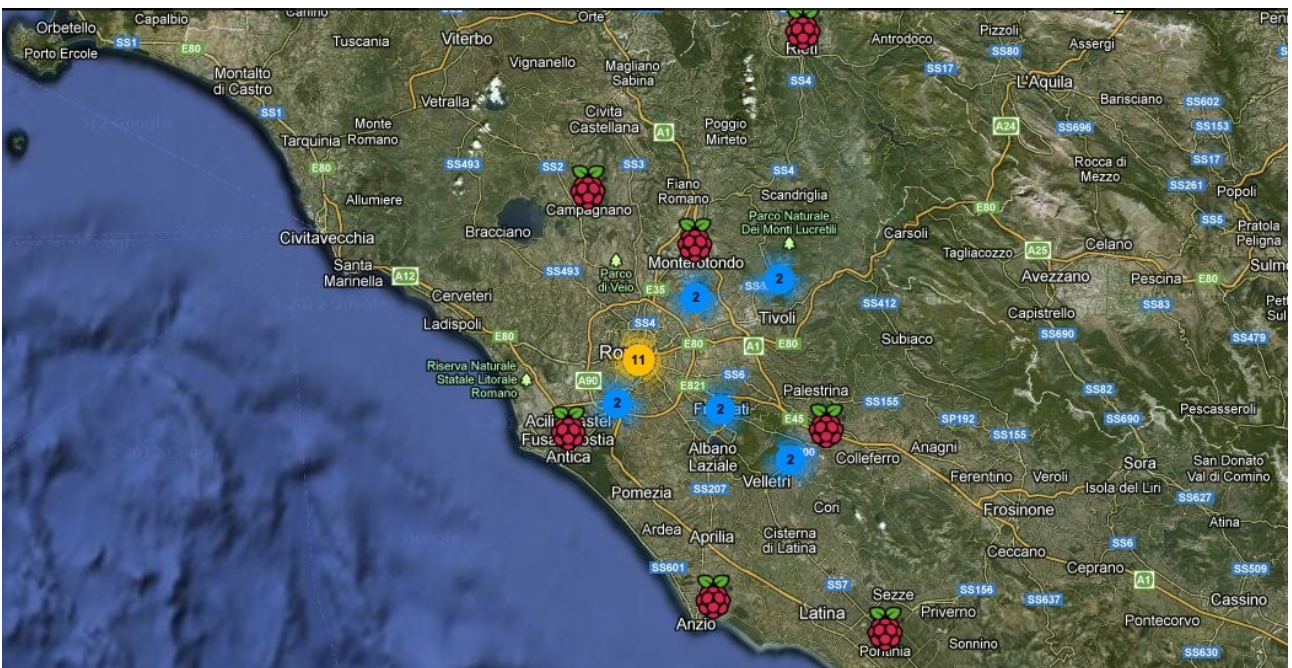 Orbetello
Capalbio
Orte
Porto Ercole
SS1
E80
Tuscania
Viterbo
Vignanello
Magliano
Sabina
Rieti
Antrodoco
Pizzoli
SS80
Assergi
SS4
SS17
L'Aquila
Montalto
di Castro
SS1
Vetralla
Civita
Castellana
Barisciano
SS602
Tarquinia
Monte
Romano
A1
Poggio
Mirteto
A24
SS696
SS153
E80
SS493
SS2
SS3
SS4
Rocca di
Mezzo
SS17
SS261
Popoli
Allumiere
Campagnano
Fiano
Romano
Scandriglia
E80
SS5
Pratola
Peligna
Civitavecchia
Bracciano
Parco Naturale
Dei Monti Lucretili
Carsoli
Tagliacozzo
A25
Celano
Santa
Marinella
A12
SS493
Parco
di Veio
Monterotondo
Avezzano
Pescina
E80
Cerveteri
E35
2
2
SS412
SS83
Ladispoli
SS4
Tivoli
Capistrello
SS690
SS479
E80
11
E80
A1
E80
Subiaco
Riserva Naturale
Statale Litorale
Romano
A90
E821
SS6
Palestrina
SS155
SS82
2
2
E45
SP192
SS690
Pescasseroli
Antica
SS155
Albano
Laziale
2
Colleferro
Anagni
Sora
San Donato
Val di Comino
Velletri
Ferentino
Veroli
Isola del Liri
Pomezia
SS207
SS627
Cori
Frosinone
Atina
Ardea
Aprilia
Cisterna
di Latina
SS6
Ceccano
SS601
Ceprano
A1
SS509
SS7
Sezze
SS156
SS637
Cassino
Anzio
Latina
Priverno
Pontecorvo
Pontinia
Sonnino
SS630
Google